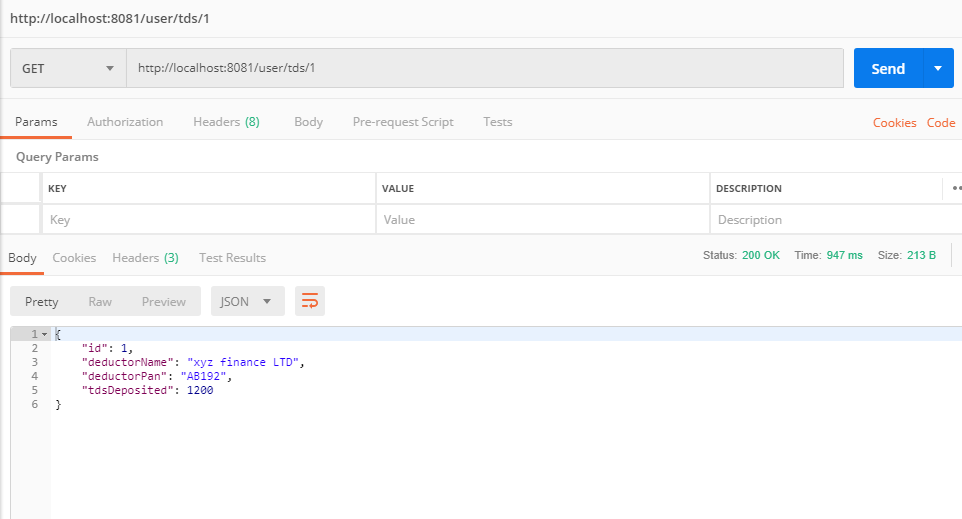 http://localhost:8081/user/tds/1
GET http://localhost:8081/user/tds/1 Send
Params Authorization Headers (8) Body Pre-request Script Tests Cookies Code
Query Params
KEY VALUE DESCRIPTION
Key Value Description
Body Cookies Headers (3) Test Results Status: 200 OK Time: 947 ms Size: 213 B
Pretty Raw Preview JSON
1 {
2 "id": 1,
3 "deductorName": "xyz finance LTD",
4 "deductorPan": "AB192",
5 "tdsDeposited": 1200
6 }